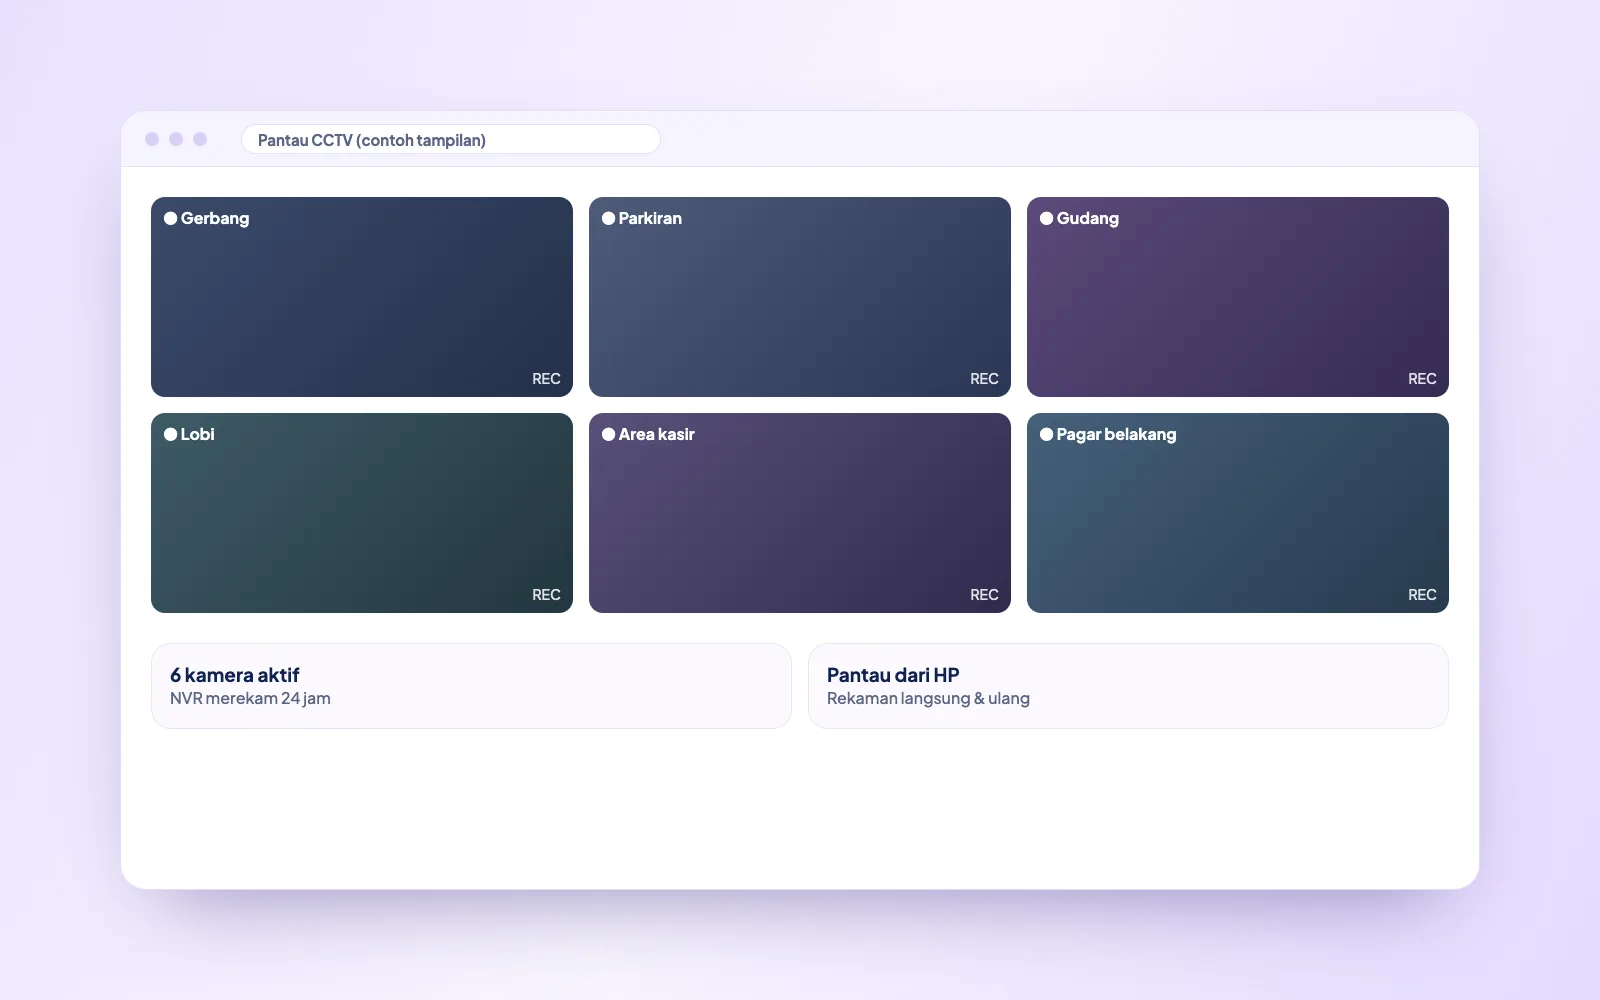 Pantau CCTV (contoh tampilan)
Gerbang
REC
Parkiran
REC
Gudang
REC
Lobi
REC
Area kasir
REC
Pagar belakang
REC
6 kamera aktif
NVR merekam 24 jam
Pantau dari HP
Rekaman langsung & ulang